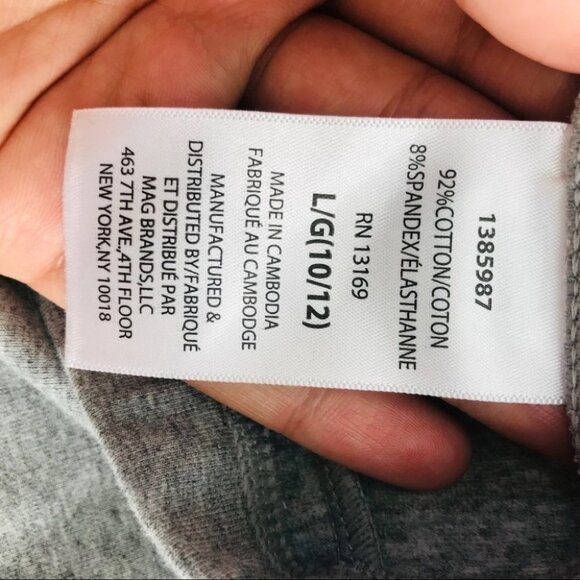 1385987
92%COTTON/COTON
8%SPANDEX/ÉLASTHANNE
RN 13169
L/G(10/12)
MADE IN CAMBODIA
FABRIQUÉ AU CAMBODGE
MANUFACTURED &
DISTRIBUTED BY/FABRIQUÉ
ET DISTRIBUÉ PAR
MAG BRANDS,LLC
463 7TH AVE.,4TH FLOOR
NEW YORK,NY 10018